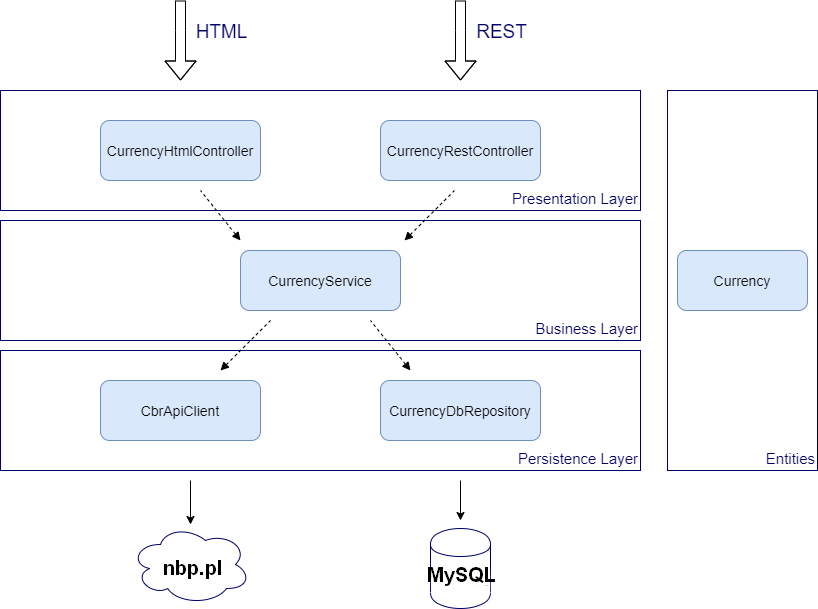 HTML
REST
CurrencyHtmlController
CurrencyRestController
Presentation Layer
CurrencyService
Currency
Business Layer
CbrApiClient
CurrencyDbRepository
Persistence Layer
Entities
nbp.pl
MySQL